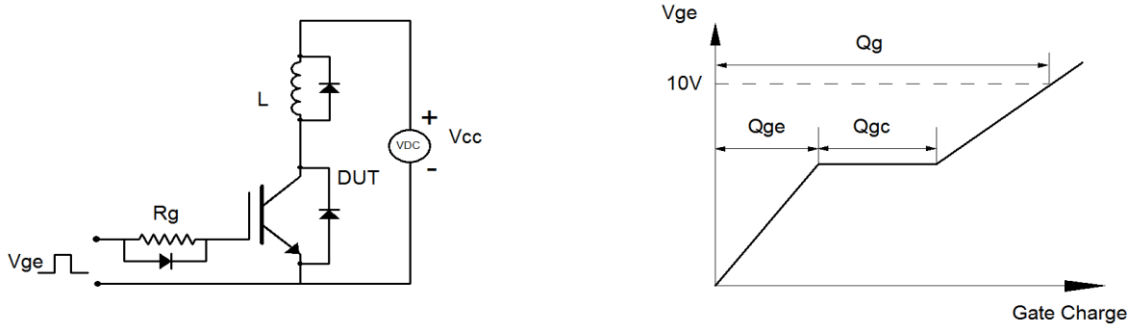 L
VDC
+
Vcc
-
DUT
Rg
Vge
Vge
Qg
10V
Qge
Qgc
Gate Charge